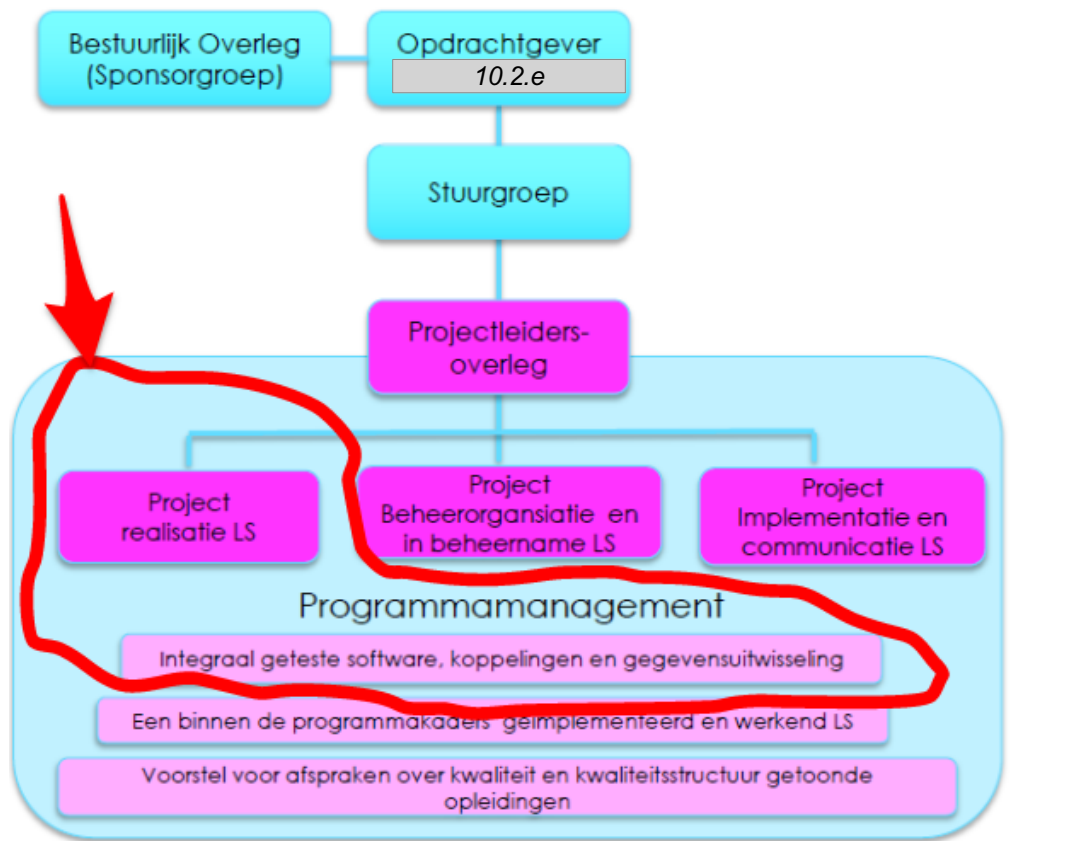 Bestuurlijk Overleg
(Sponsorgroep)
Opdrachtgever
10.2.e
Stuurgroep
Projectleiders-
overleg
Project
realisatie LS
Project
Beheerorgansiatie en
in beheername LS
Project
Implementatie en
communicatie LS
Programmamanagement
Integraal geteste software, koppelingen en gegevensuitwisseling
Een binnen de programmakaders geïmplementeerd en werkend LS
Voorstel voor afspraken over kwaliteit en kwaliteitsstructuur getoonde
opleidingen